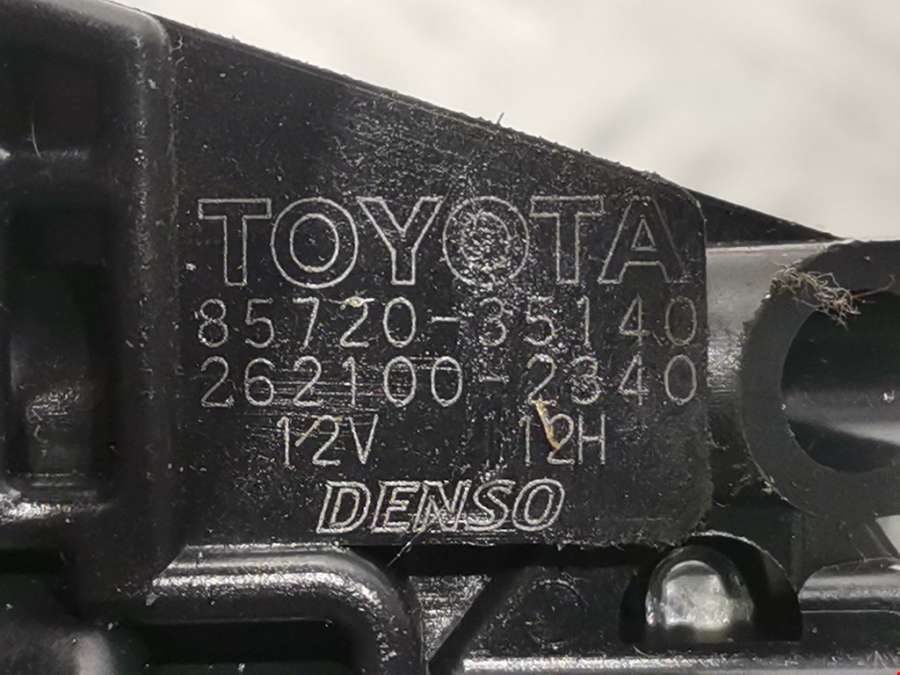 TOYOTA
85720-35140
262100-2340
12V 12H
DENSO